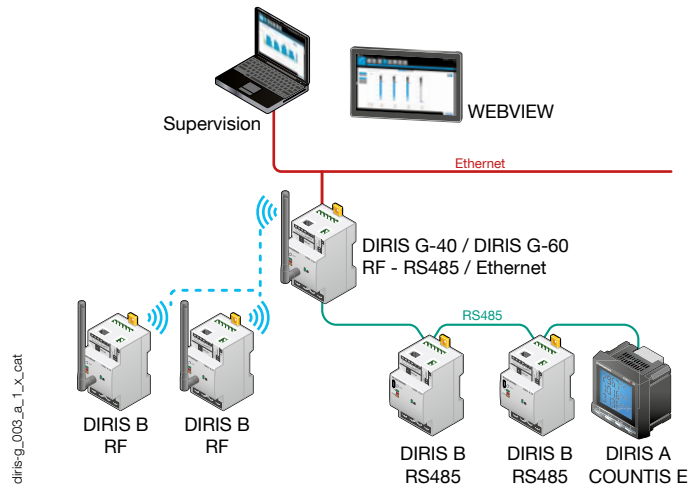 Supervision
WEBVIEW
Ethernet
DIRIS G-40 / DIRIS G-60
RF - RS485 / Ethernet
RS485
DIRIS B
RF
DIRIS B
RF
DIRIS B
RS485
DIRIS B
RS485
DIRIS A
COUNTIS E
diris-g_003_a_1_x_cat